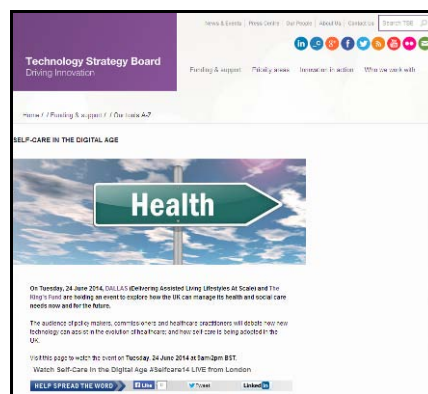 News & Events | Press Centre | Our People | About Us | Contact Us
Search TSB
Technology Strategy Board
Driving Innovation
Funding & support
Priority areas
Innovation in action
Who we work with
Home / / Funding & support / / Our tools A-Z
SELF-CARE IN THE DIGITAL AGE
Health
On Tuesday, 24 June 2014, DALLAS (Delivering Assisted Living Lifestyles At Scale) and The
King's Fund are holding an event to explore how the UK can manage its health and social care
needs now and for the future.
The audience of policy makers, commissioners and healthcare practitioners will debate how new
technology can assist in the evolution of healthcare; and how self care is being adopted in the
UK.
Visit this page to watch the event on Tuesday, 24 June 2014 at 9am-2pm BST.
Watch Self-Care In the Digital Age #Selfcare14 LIVE from London
HELP SPREAD THE WORD
Like
Tweet
Linked in